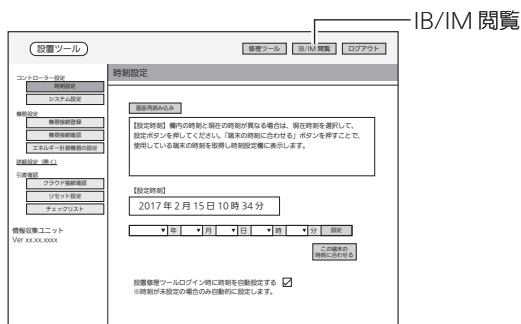 IB/IM 閲覧
設置ツール
修理ツール
IB/IM 閲覧
ログアウト
コントローラー設定
時刻設定
システム設定
機器設定
機器接続登録
機器接続確認
エネルギー計測機器の設定
詳細設定（開く）
引渡確認
クラウド接続確認
リセット設定
チェックリスト
情報収集ユニット
Ver xx.xx.xxxx
時刻設定
画面再読み込み
【設定時刻】欄内の時刻と現在の時刻が異なる場合は、現在時刻を選択して、
設定ボタンを押してください。「端末の時刻に合わせる」ボタンを押すことで、
使用している端末の時刻を取得し時刻設定欄に表示します。
【設定時刻】
2017 年 2 月 15 日 10 時 34 分
▼ 年 ▼ 月 ▼ 日 ▼ 時 ▼ 分 設定
この端末の
時刻に合わせる
設置修理ツールログイン時に時刻を自動設定する ☑
※時刻が未設定の場合のみ自動的に設定します。